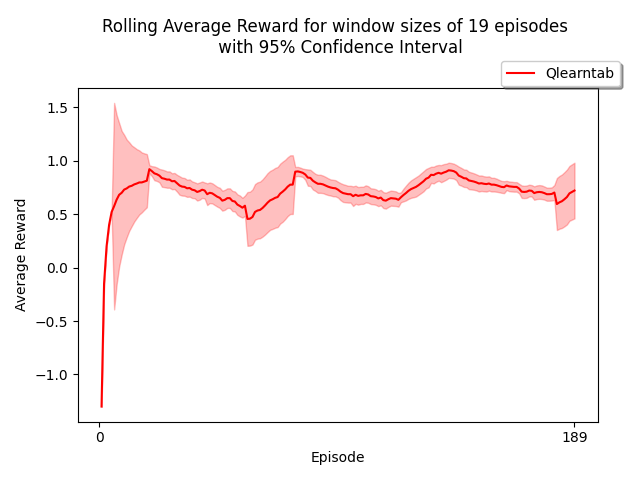 Rolling Average Reward for window sizes of 19 episodes
with 95% Confidence Interval
Qlearntab
1.5
1.0
0.5
0.0
−0.5
−1.0
Average Reward
0
189
Episode